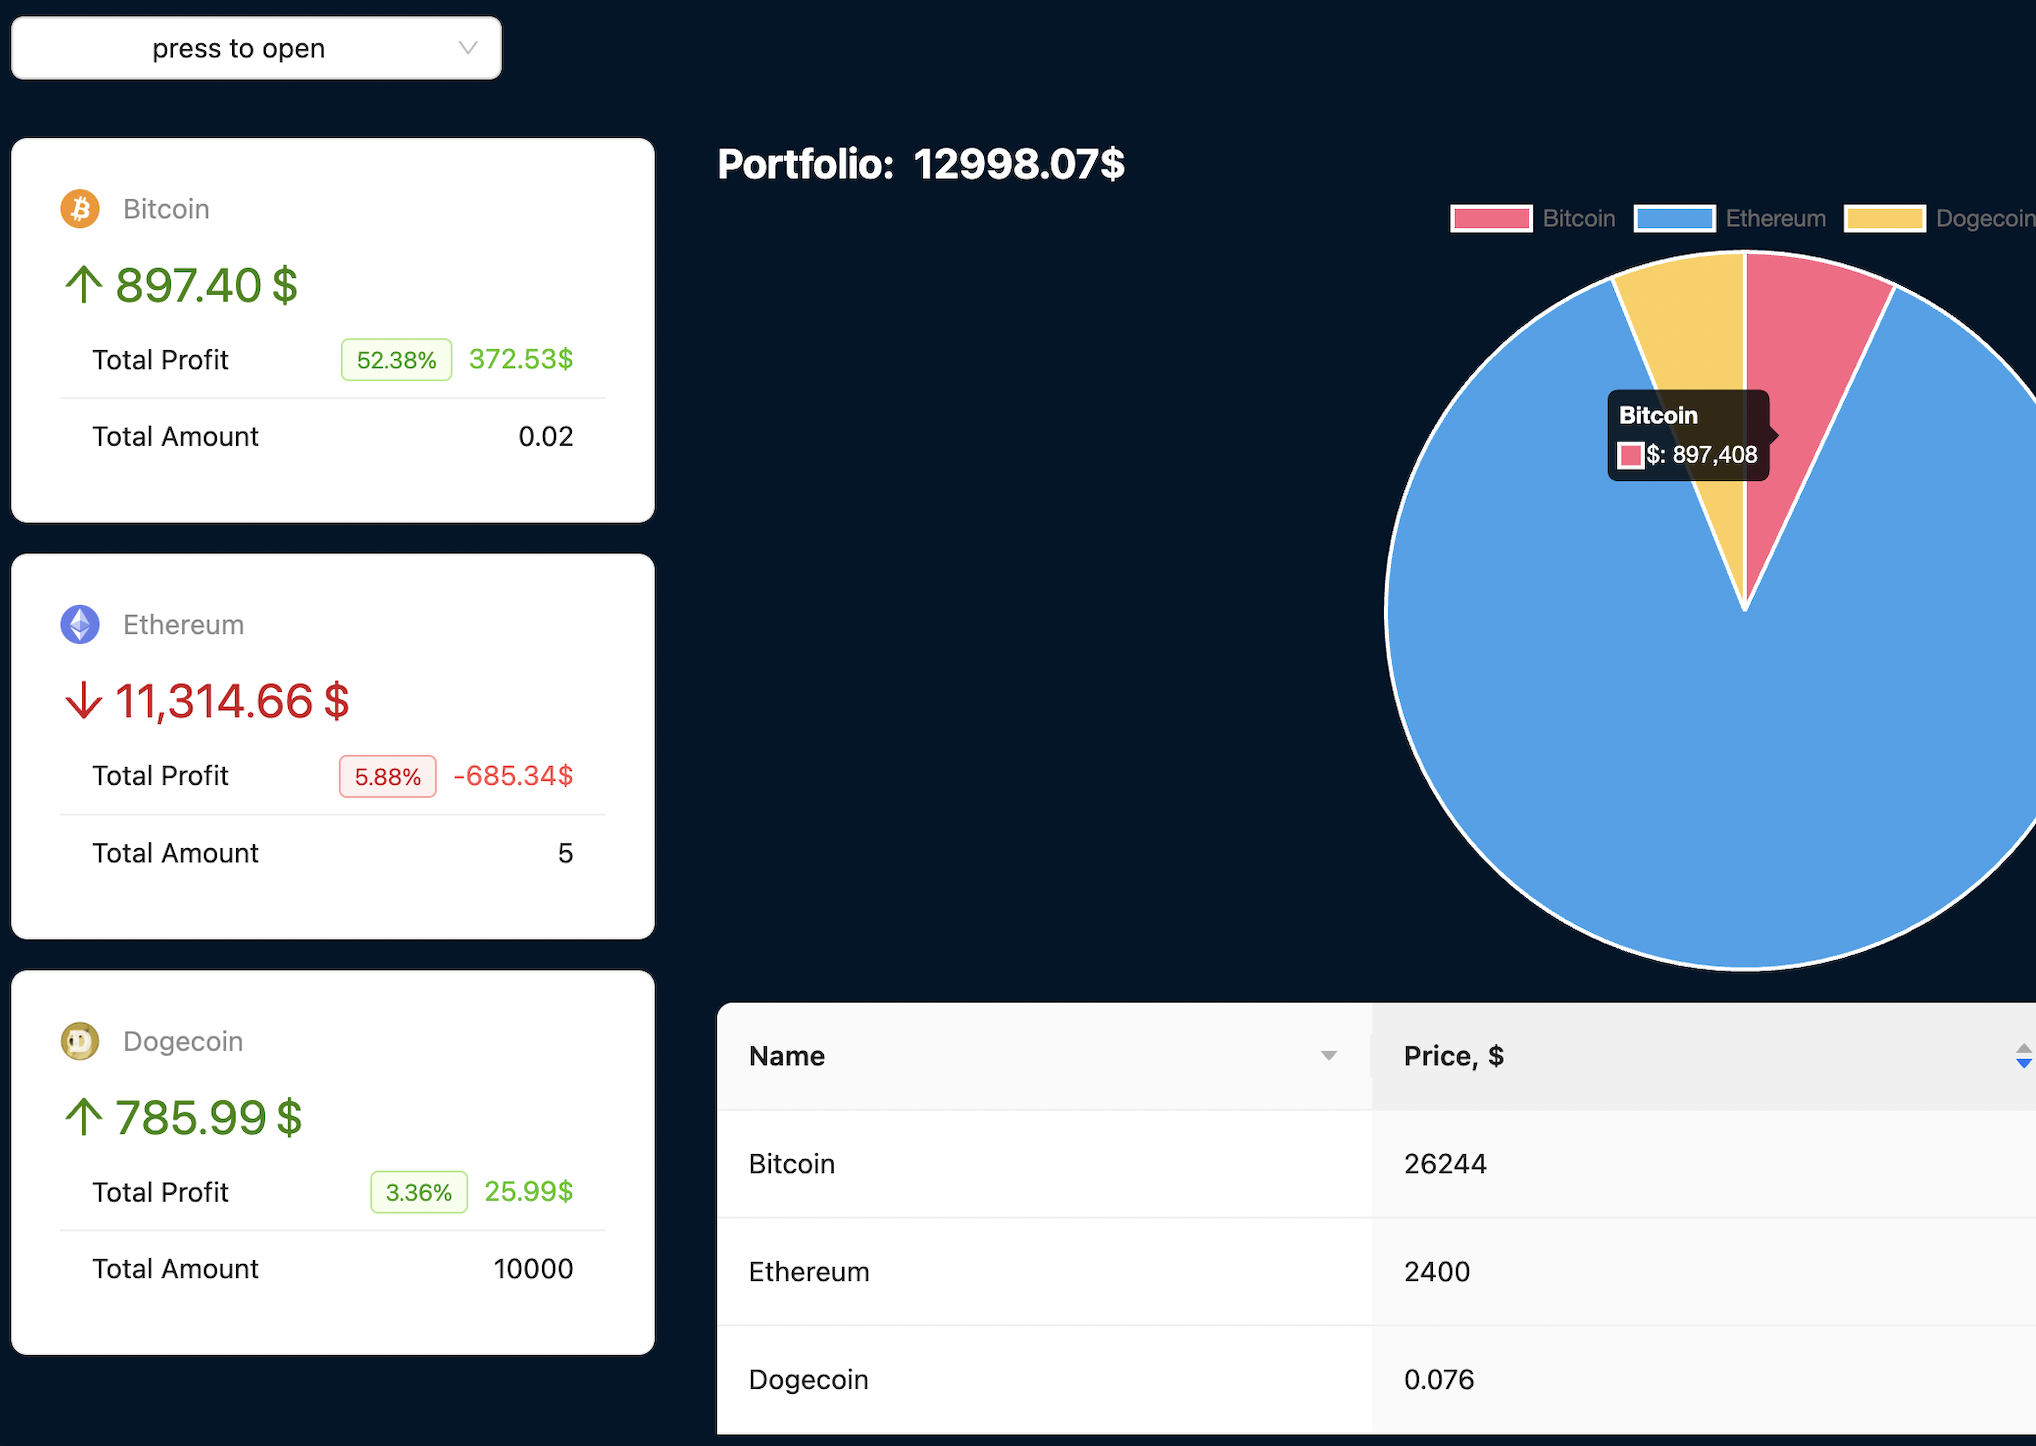 press to open
Bitcoin
897.40 $
Total Profit 52.38% 372.53$
Total Amount 0.02
Ethereum
11,314.66 $
Total Profit 5.88% -685.34$
Total Amount 5
Dogecoin
785.99 $
Total Profit 3.36% 25.99$
Total Amount 10000
Portfolio: 12998.07$
Bitcoin Ethereum Dogecoin
Bitcoin
$: 897,408
Name Price, $
Bitcoin 26244
Ethereum 2400
Dogecoin 0.076